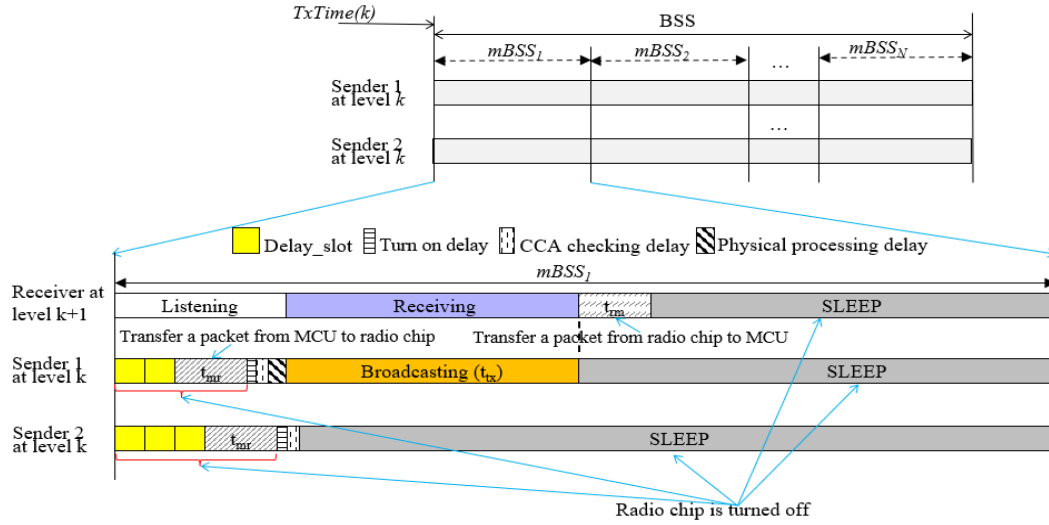 TxTime(k)
BSS
mBSS1
mBSS2
...
mBSSN
Sender 1
at level k
...
Sender 2
at level k
Delay_slot
Turn on delay
CCA checking delay
Physical processing delay
mBSS1
Receiver at
level k+1
Listening
Receiving
trm
SLEEP
Transfer a packet from MCU to radio chip
Transfer a packet from radio chip to MCU
Sender 1
at level k
tmr
Broadcasting (ttx)
SLEEP
Sender 2
at level k
tmr
SLEEP
Radio chip is turned off